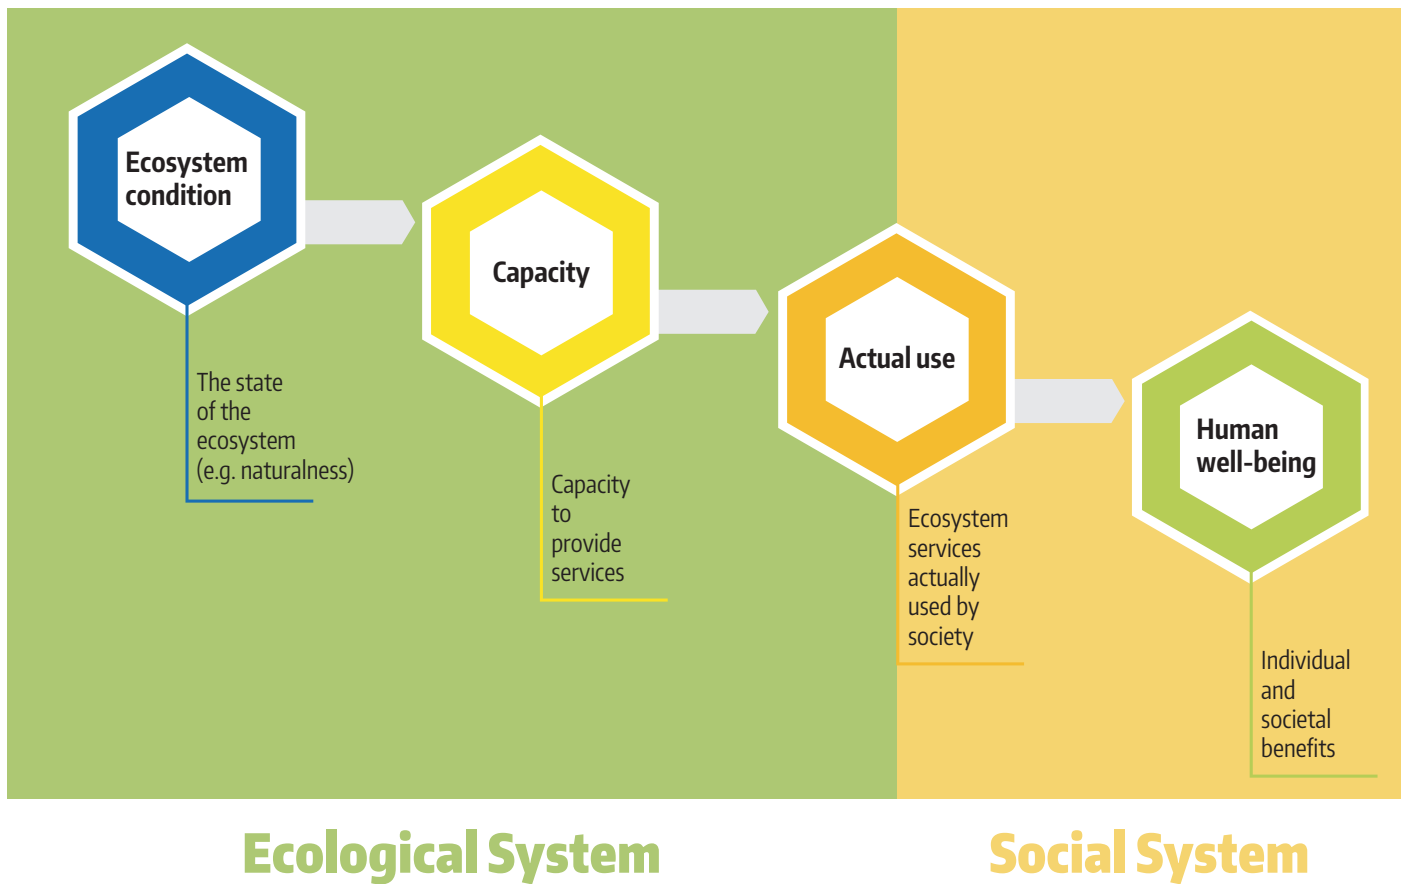 Ecosystem
condition
The state
of the
ecosystem
(e.g. naturalness)
Capacity
Capacity
to
provide
services
Actual use
Ecosystem
services
actually
used by
society
Human
well-being
Individual
and
societal
benefits
Ecological System
Social System